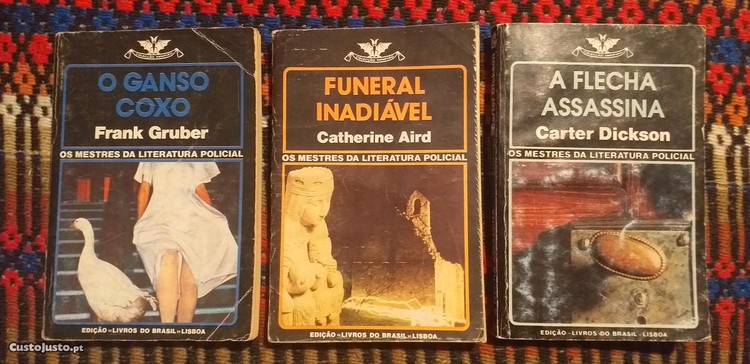 O GANSO
COXO
Frank Gruber
OS MESTRES DA LITERATURA POLICIAL
EDIÇÃO «LIVROS DO BRASIL» LISBOA
FUNERAL
INADIÁVEL
Catherine Aird
OS MESTRES DA LITERATURA POLICIAL
EDIÇÃO «LIVROS DO BRASIL» LISBOA
A FLECHA
ASSASSINA
Carter Dickson
OS MESTRES DA LITERATURA POLICIAL
EDIÇÃO «LIVROS DO BRASIL» LISBOA
CustoJusto.pt